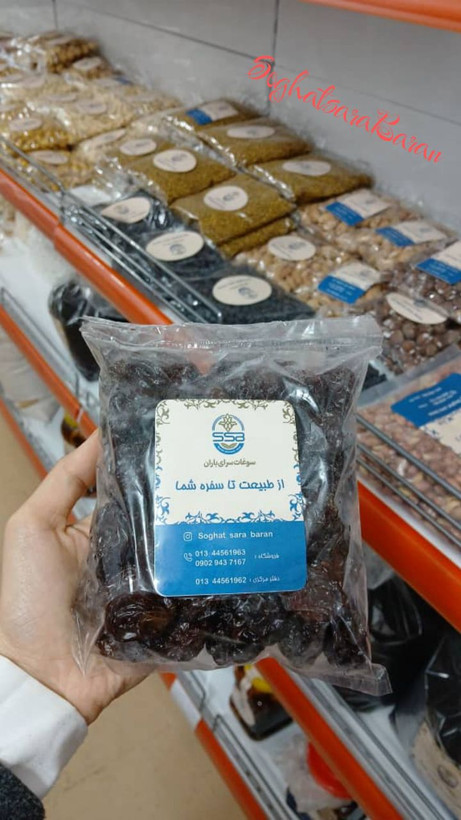 SoghatsaraKaran
SSB
سوغات‌سرای باران
از طبیعت تا سفره شما
Soghat_sara_baran
فروشگاه : 013 44561963
0902 943 7167
دفتر مرکزی : 013 44561962